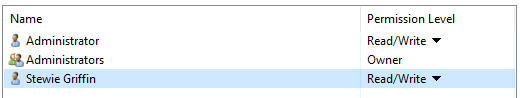 Name Permission Level
Administrator Read/Write
Administrators Owner
Stewie Griffin Read/Write